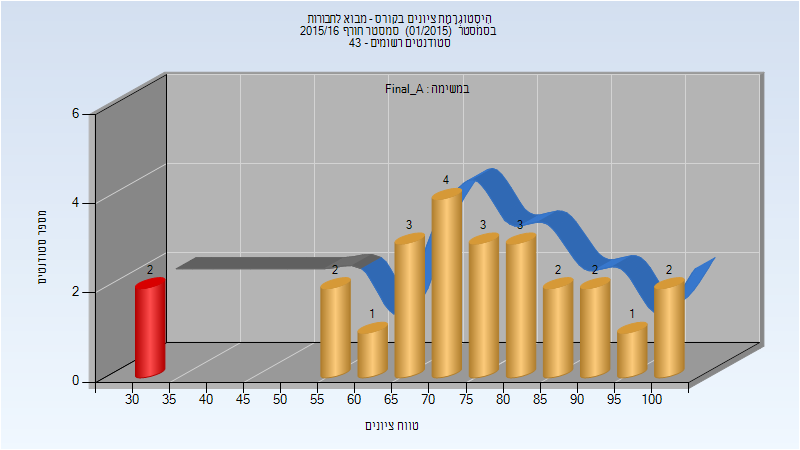 היסטוגרמת ציונים בקורס - מבוא לחבורות
בסמסטר (01/2015) סמסטר חורף 2015/16
סטודנטים רשומים - 43
במשימה : Final_A
מספר סטודנטים
6
4
2
0
2
2
1
3
4
3
3
2
2
1
2
30 35 40 45 50 55 60 65 70 75 80 85 90 95 100
טווח ציונים